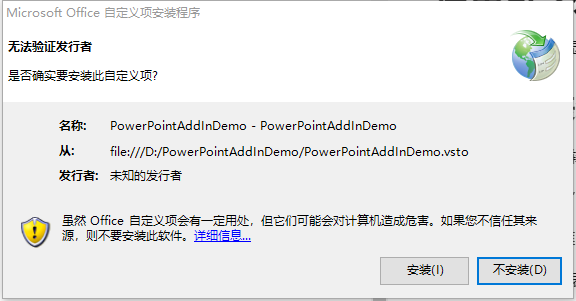 Microsoft Office 自定义项安装程序
无法验证发行者
是否确实要安装此自定义项?
名称: PowerPointAddInDemo - PowerPointAddInDemo
从: file:///D:/PowerPointAddInDemo/PowerPointAddInDemo.vsto
发行者: 未知的发行者
虽然 Office 自定义项会有一定用处，但它们可能会对计算机造成危害。如果您不信任其来
源，则不要安装此软件。详细信息...
安装(I)
不安装(D)